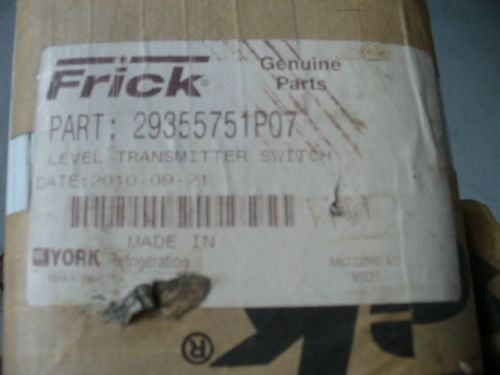 Frick®
Genuine
Parts
PART: 29355751P07
LEVEL TRANSMITTER SWITCH
DATE:2010-09-21
MADE IN
YORK Refrigeration
®